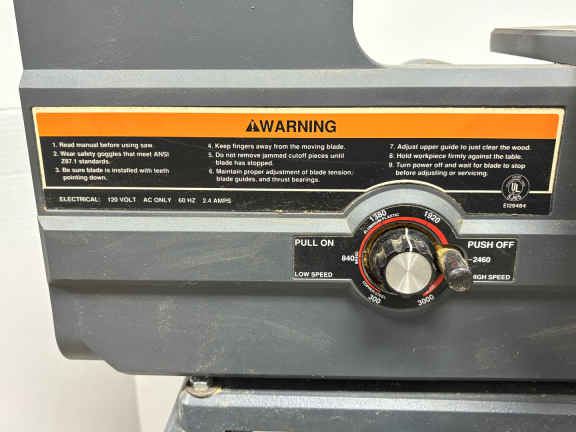 ⚠WARNING
1. Read manual before using saw.
2. Wear safety goggles that meet ANSI
Z87.1 standards.
3. Be sure blade is installed with teeth
pointing down.
4. Keep fingers away from the moving blade.
5. Do not remove jammed cutoff pieces until
blade has stopped.
6. Maintain proper adjustment of blade tension,
blade guides, and thrust bearings.
7. Adjust upper guide to just clear the wood.
8. Hold workpiece firmly against the table.
9. Turn power off and wait for blade to stop
before adjusting or servicing.
ELECTRICAL: 120 VOLT AC ONLY 60 HZ 2.4 AMPS
UL
E128484
PULL ON
LOW SPEED
840
1380
1920
2460
3000
300
PUSH OFF
HIGH SPEED